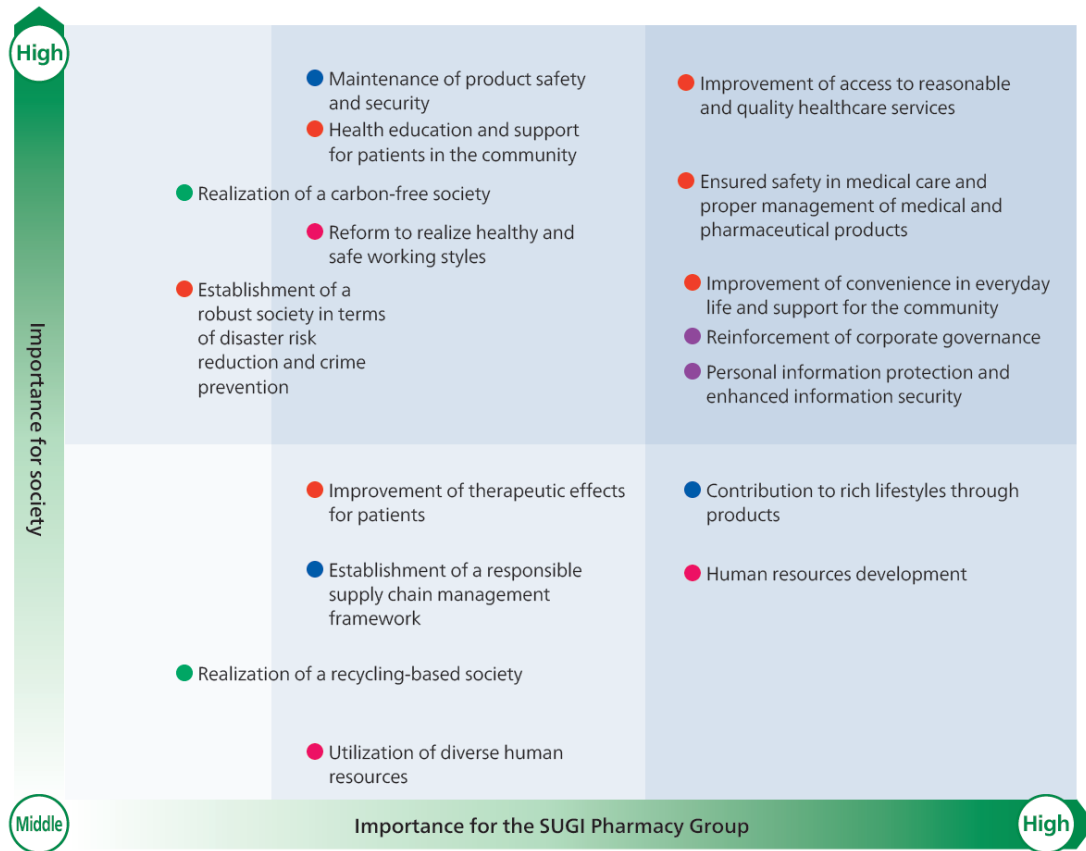 High
Maintenance of product safety
and security
Health education and support
for patients in the community
Realization of a carbon-free society
Reform to realize healthy and
safe working styles
Establishment of a
robust society in terms
of disaster risk
reduction and crime
prevention
Improvement of access to reasonable
and quality healthcare services
Ensured safety in medical care and
proper management of medical and
pharmaceutical products
Improvement of convenience in everyday
life and support for the community
Reinforcement of corporate governance
Personal information protection and
enhanced information security
Importance for society
Improvement of therapeutic effects
for patients
Establishment of a responsible
supply chain management
framework
Realization of a recycling-based society
Utilization of diverse human
resources
Contribution to rich lifestyles through
products
Human resources development
Middle
Importance for the SUGI Pharmacy Group
High